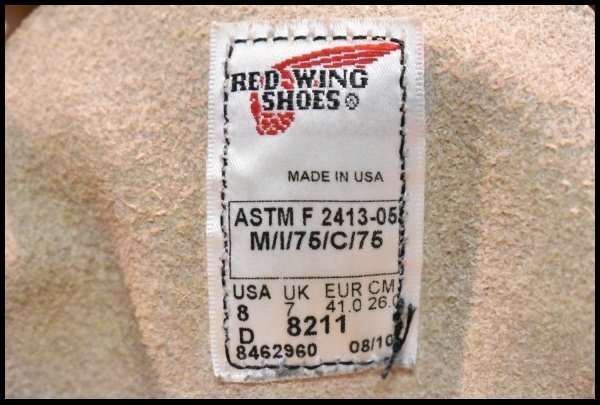 RED WING
SHOES®
MADE IN USA
ASTM F 2413-05
M/I/75/C/75
USA UK EUR CM
8 7 41.0 26.0
D 8211
8462960 08/10